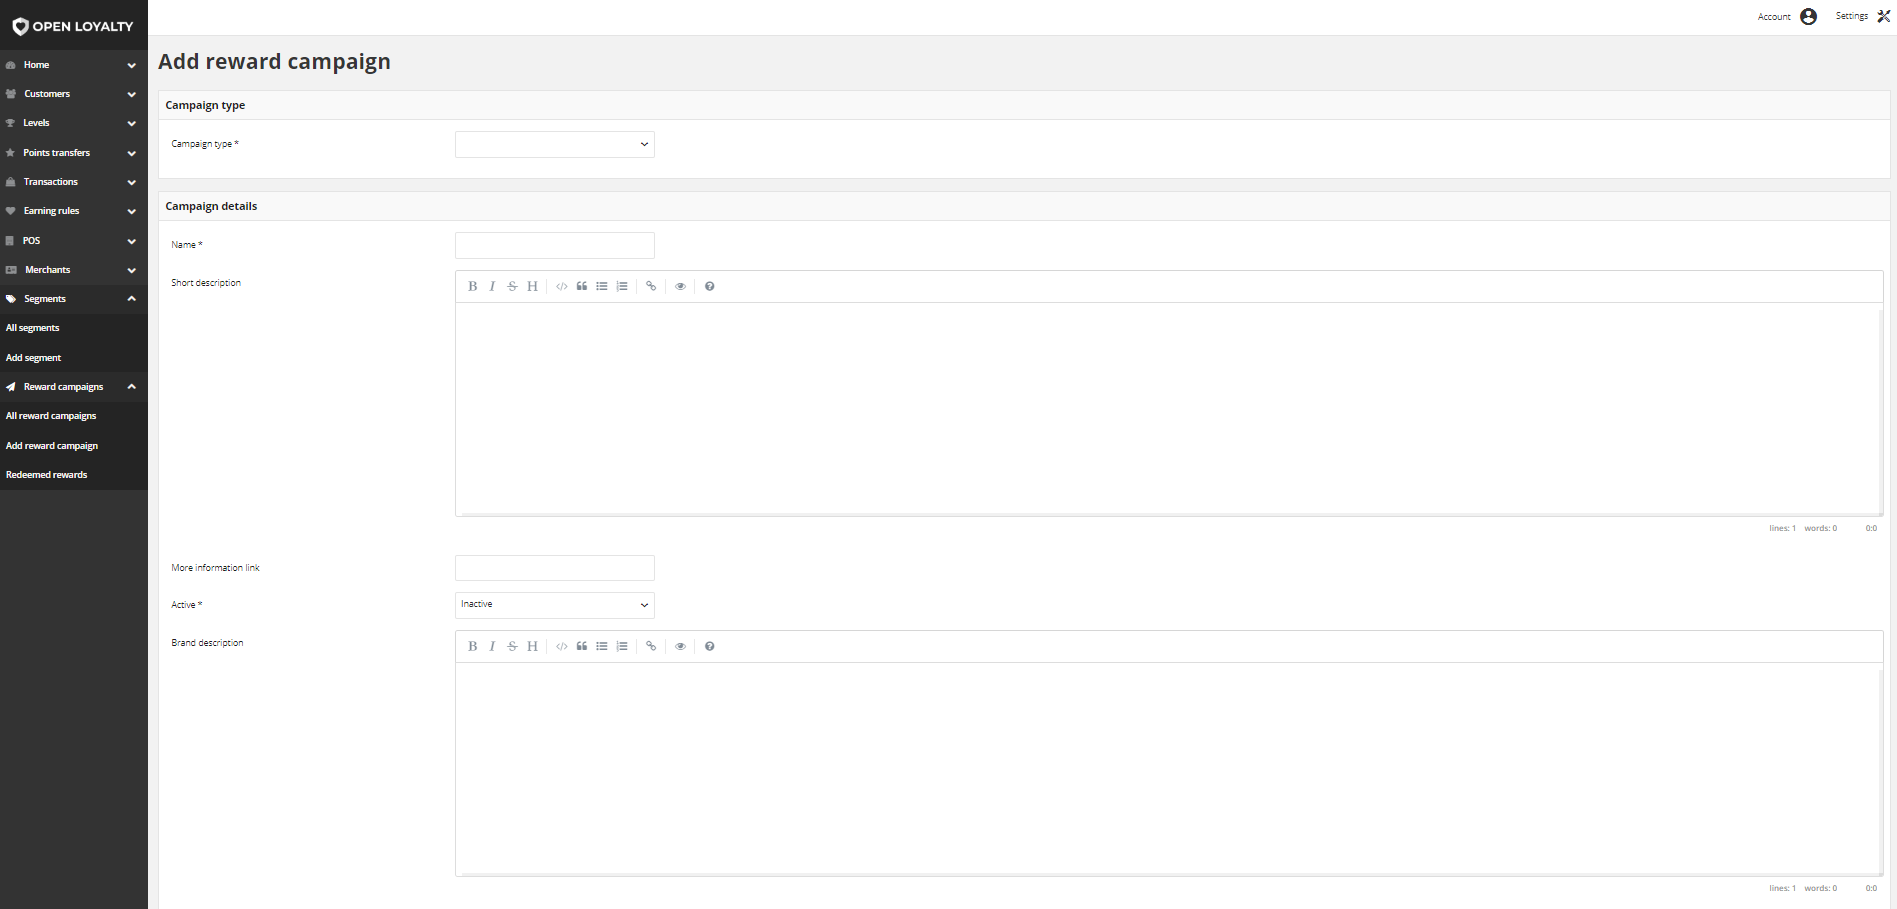 OPEN LOYALTY
Account
Settings
Home
Customers
Levels
Points transfers
Transactions
Earning rules
POS
Merchants
Segments
All segments
Add segment
Reward campaigns
All reward campaigns
Add reward campaign
Redeemed rewards
Add reward campaign
Campaign type
Campaign type *
Campaign details
Name *
Short description
B I S H
lines: 1 words: 0 0:0
More information link
Active * Inactive
Brand description
B I S H
lines: 1 words: 0 0:0